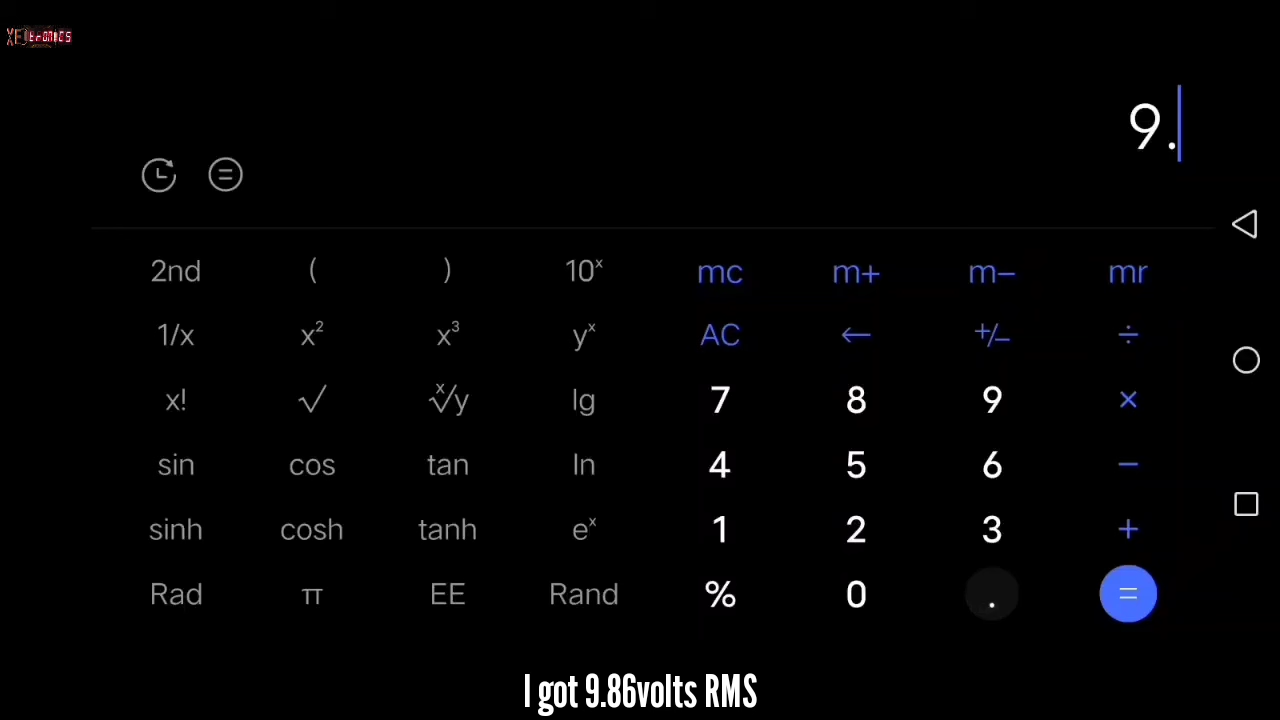 9.
2nd ( ) 10ˣ mc m+ m− mr
1/x x² x³ yˣ AC ← +/− ÷
x! √ ˣ√y lg 7 8 9 ×
sin cos tan ln 4 5 6 −
sinh cosh tanh eˣ 1 2 3 +
Rad π EE Rand % 0 . =
I got 9.86volts RMS